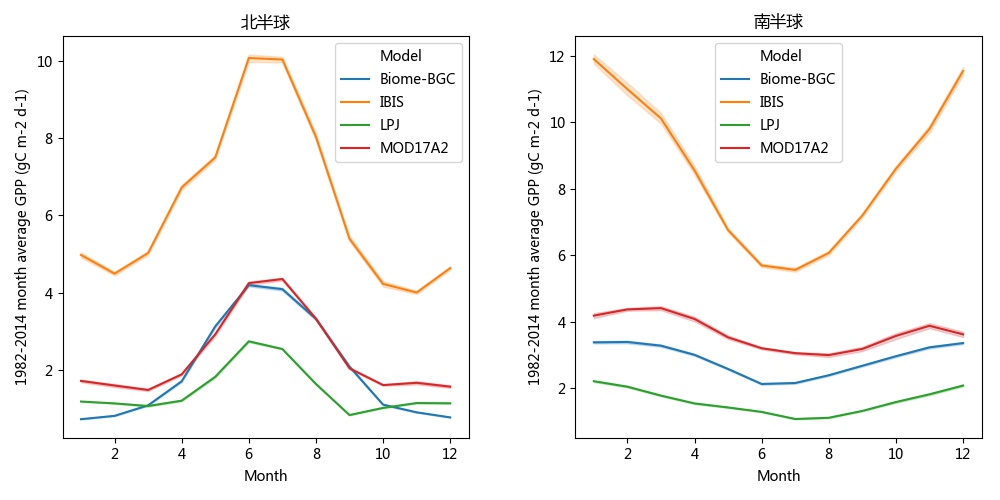 北半球
1982-2014 month average GPP (gC m-2 d-1)
10
8
6
4
2
Model
Biome-BGC
IBIS
LPJ
MOD17A2
2 4 6 8 10 12
Month
南半球
1982-2014 month average GPP (gC m-2 d-1)
12
10
8
6
4
2
Model
Biome-BGC
IBIS
LPJ
MOD17A2
2 4 6 8 10 12
Month